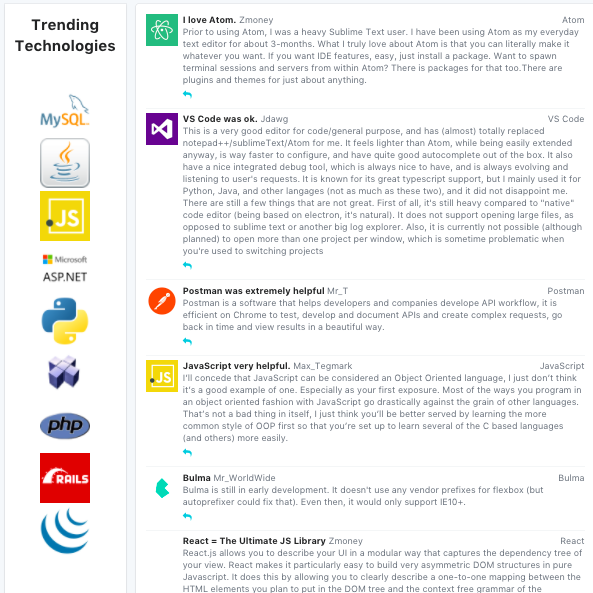 Trending
Technologies
MySQL
JS
Microsoft
ASP.NET
php
RAILS
I love Atom. Zmoney Atom
Prior to using Atom, I was a heavy Sublime Text user. I have been using Atom as my everyday
text editor for about 3-months. What I truly love about Atom is that you can literally make it
whatever you want. If you want IDE features, easy, just install a package. Want to spawn
terminal sessions and servers from within Atom? There is packages for that too.There are
plugins and themes for just about anything.
VS Code was ok. Jdawg VS Code
This is a very good editor for code/general purpose, and has (almost) totally replaced
notepad++/sublimeText/Atom for me. It feels lighter than Atom, while being easily extended
anyway, is way faster to configure, and have quite good autocomplete out of the box. It also
have a nice integrated debug tool, which is always nice to have, and is always evolving and
listening to user's requests. It is known for its great typescript support, but I mainly used it for
Python, Java, and other langages (not as much as these two), and it did not disappoint me.
There are still a few things that are not great. First of all, it's still heavy compared to "native"
code editor (being based on electron, it's natural). It does not support opening large files, as
opposed to sublime text or another big log explorer. Also, it is currently not possible (although
planned) to open more than one project per window, which is sometime problematic when
you're used to switching projects
Postman was extremely helpful Mr_T Postman
Postman is a software that helps developers and companies develope API workflow, it is
efficient on Chrome to test, develop and document APIs and create complex requests, go
back in time and view results in a beautiful way.
JS
JavaScript very helpful. Max_Tegmark JavaScript
I'll concede that JavaScript can be considered an Object Oriented language, I just don't think
it's a good example of one. Especially as your first exposure. Most of the ways you program in
an object oriented fashion with JavaScript go drastically against the grain of other languages.
That's not a bad thing in itself, I just think you'll be better served by learning the more
common style of OOP first so that you're set up to learn several of the C based languages
(and others) more easily.
Bulma Mr_WorldWide Bulma
Bulma is still in early development. It doesn't use any vendor prefixes for flexbox (but
autoprefixer could fix that). Even then, it would only support IE10+.
React = The Ultimate JS Library Zmoney React
React.js allows you to describe your UI in a modular way that captures the dependency tree of
your view. React makes it particularly easy to build very asymmetric DOM structures in pure
Javascript. It does this by allowing you to clearly describe a one-to-one mapping between the
HTML elements you plan to put in the DOM tree and the context free grammar of the